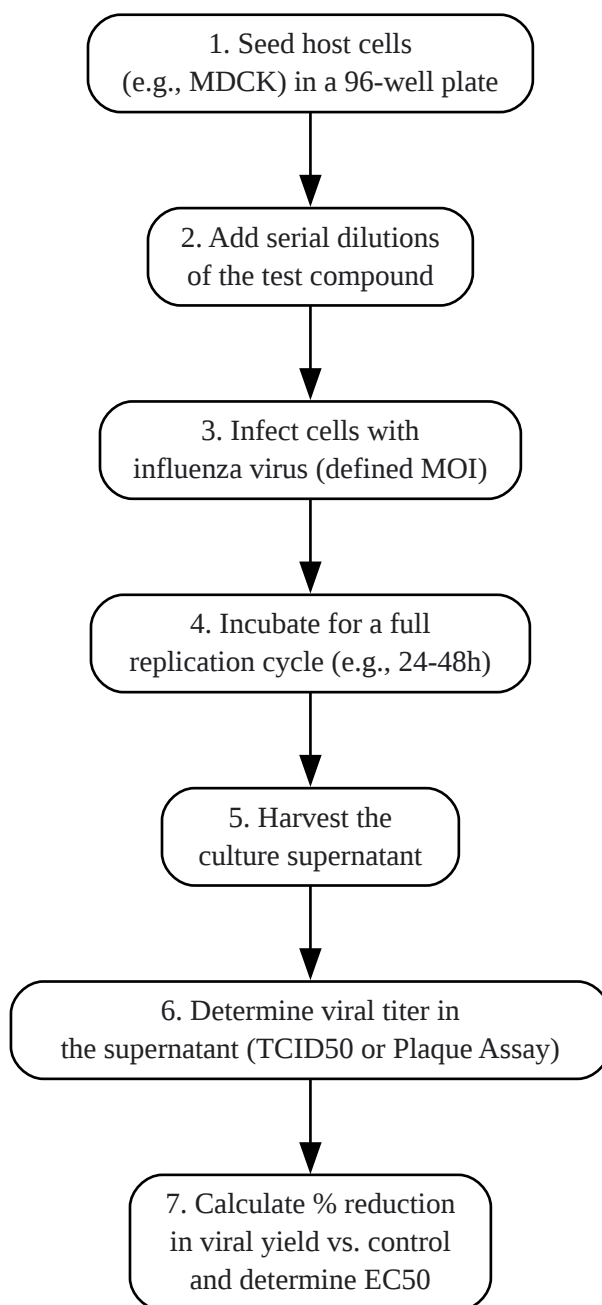 1. Seed host cells
(e.g., MDCK) in a 96-well plate
2. Add serial dilutions
of the test compound
3. Infect cells with
influenza virus (defined MOI)
4. Incubate for a full
replication cycle (e.g., 24-48h)
5. Harvest the
culture supernatant
6. Determine viral titer in
the supernatant (TCID50 or Plaque Assay)
7. Calculate % reduction
in viral yield vs. control
and determine EC50